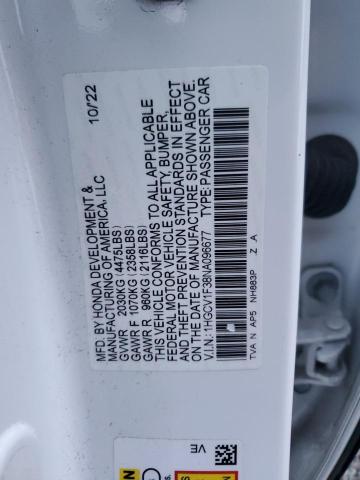 MFD. BY HONDA DEVELOPMENT & 10/22
MANUFACTURING OF AMERICA, LLC
GVWR 2030KG (4475LBS)
GAWR F 1070KG (2358LBS)
GAWR R 960KG (2116LBS)
THIS VEHICLE CONFORMS TO ALL APPLICABLE
FEDERAL MOTOR VEHICLE SAFETY, BUMPER,
AND THEFT PREVENTION STANDARDS IN EFFECT
ON THE DATE OF MANUFACTURE SHOWN ABOVE.
V.I.N.: 1HGCV1F38NA096677 TYPE: PASSENGER CAR
TVA N AP5 NH883P Z A
VE